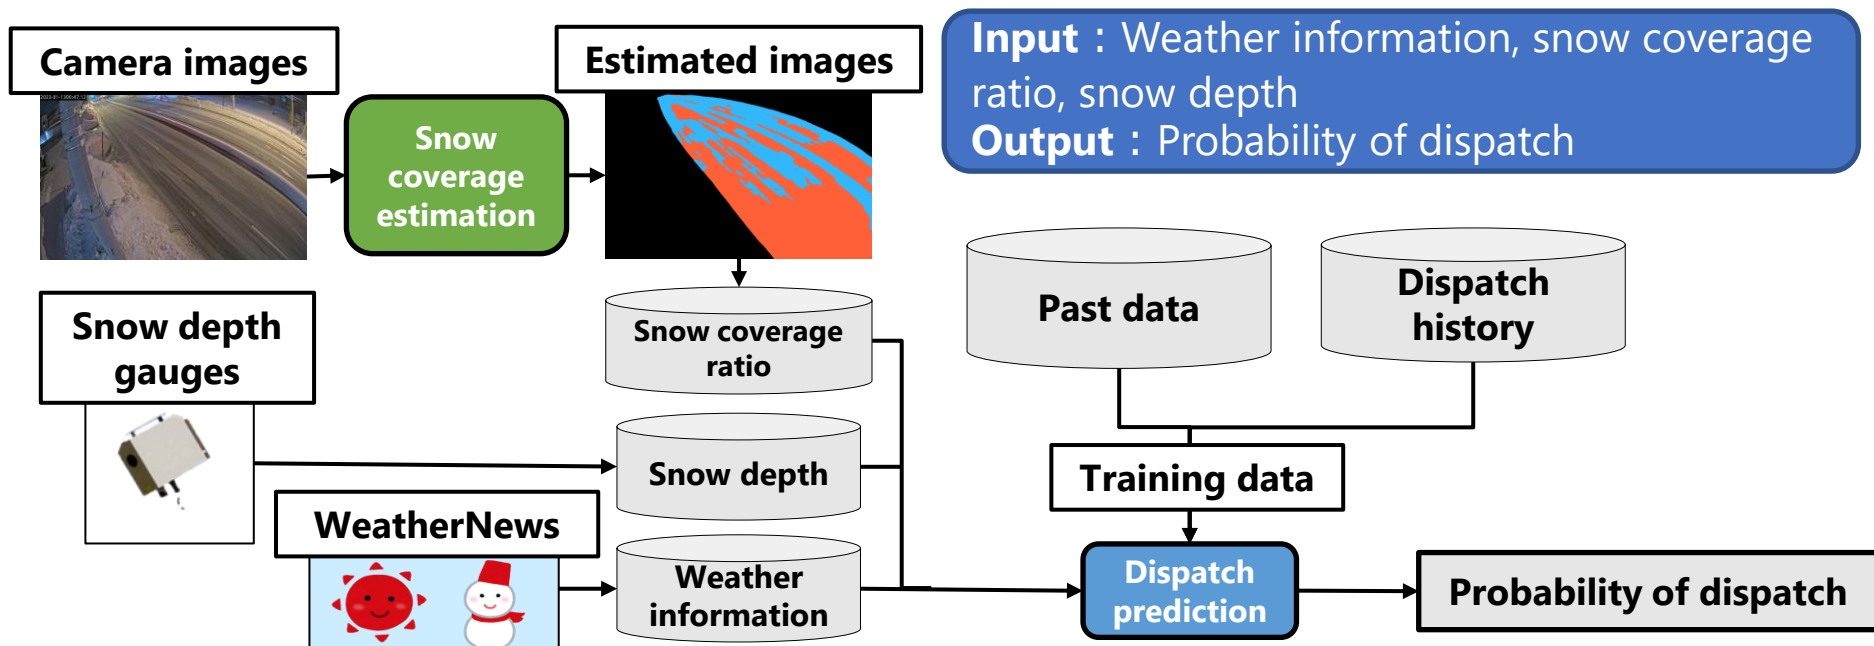 Camera images
Estimated images
Input : Weather information, snow coverage
ratio, snow depth
Output : Probability of dispatch
Snow
coverage
estimation
Snow depth
gauges
Snow coverage
ratio
Past data
Dispatch
history
Snow depth
Training data
WeatherNews
Weather
information
Dispatch
prediction
Probability of dispatch